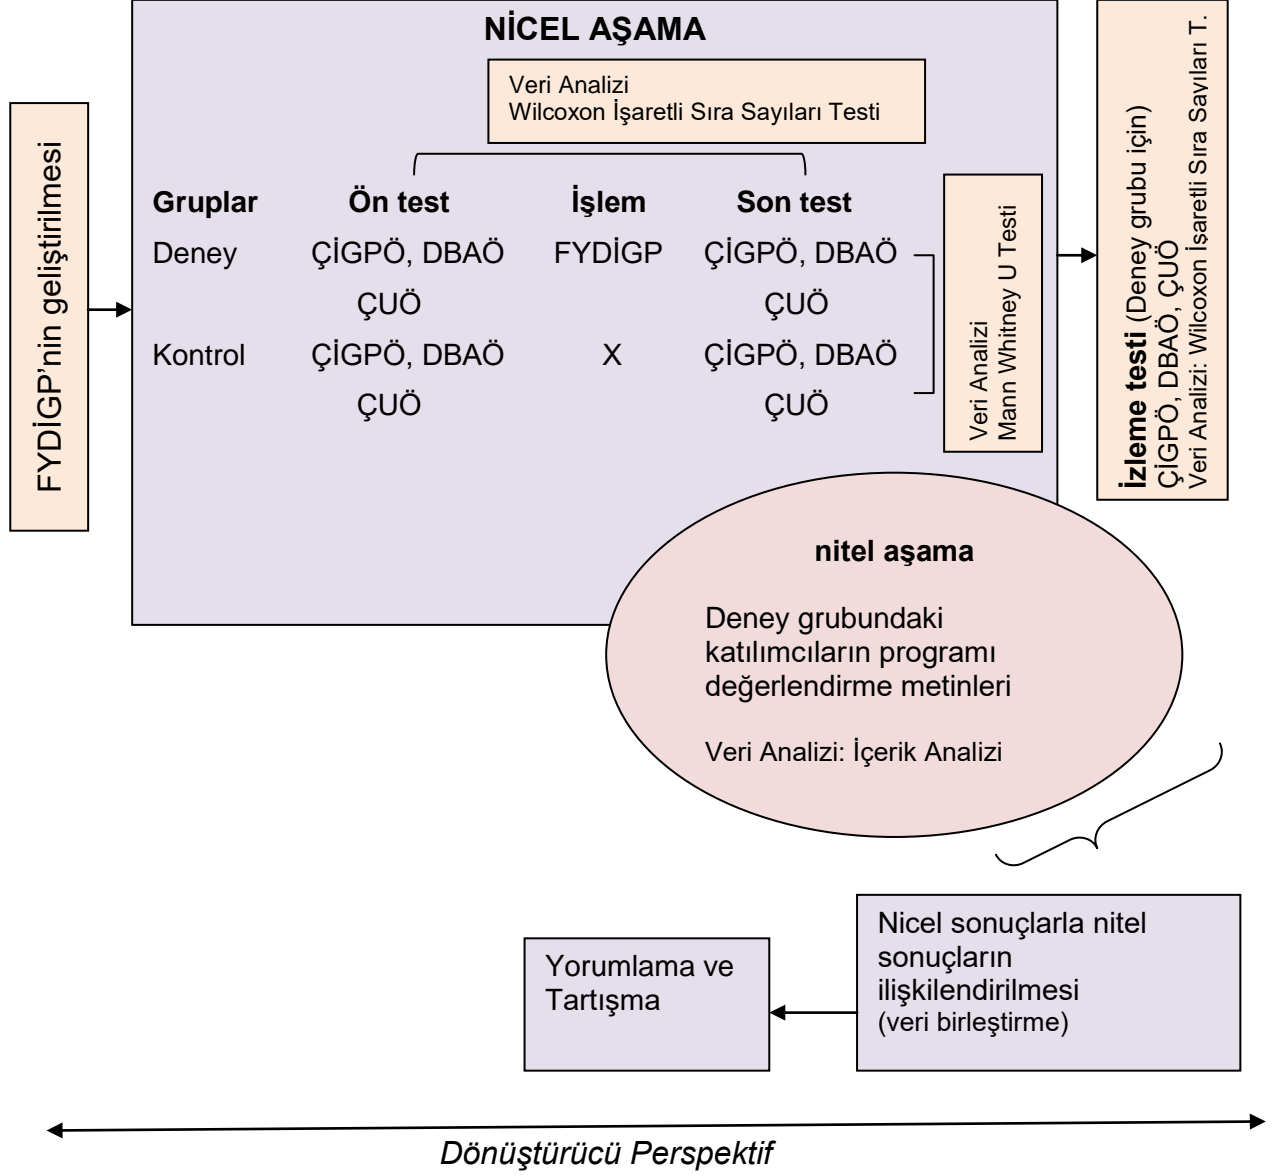 FYDİGP’nin geliştirilmesi
NİCEL AŞAMA
Veri Analizi
Wilcoxon İşaretli Sıra Sayıları Testi
Gruplar Ön test İşlem Son test
Deney ÇİGPÖ, DBAÖ FYDİGP ÇİGPÖ, DBAÖ
ÇUÖ ÇUÖ
Kontrol ÇİGPÖ, DBAÖ X ÇİGPÖ, DBAÖ
ÇUÖ ÇUÖ
Veri Analizi
Mann Whitney U Testi
İzleme testi (Deney grubu için)
ÇİGPÖ, DBAÖ, ÇUÖ
Veri Analizi: Wilcoxon İşaretli Sıra Sayıları T.
nitel aşama
Deney grubundaki
katılımcıların programı
değerlendirme metinleri
Veri Analizi: İçerik Analizi
Nicel sonuçlarla nitel
sonuçların
ilişkilendirilmesi
(veri birleştirme)
Yorumlama ve
Tartışma
Dönüştürücü Perspektif